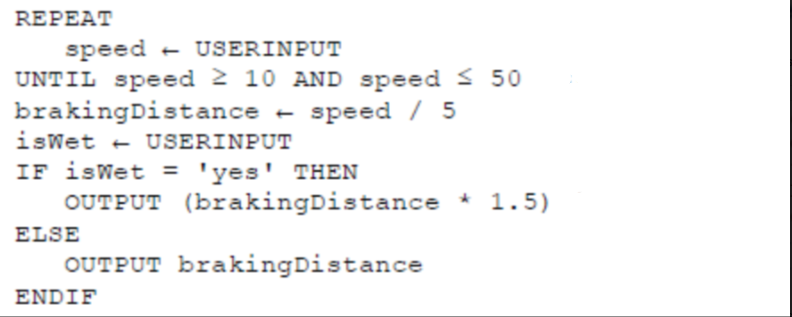 REPEAT
speed ← USERINPUT
UNTIL speed ≥ 10 AND speed ≤ 50
brakingDistance ← speed / 5
isWet ← USERINPUT
IF isWet = 'yes' THEN
OUTPUT (brakingDistance * 1.5)
ELSE
OUTPUT brakingDistance
ENDIF